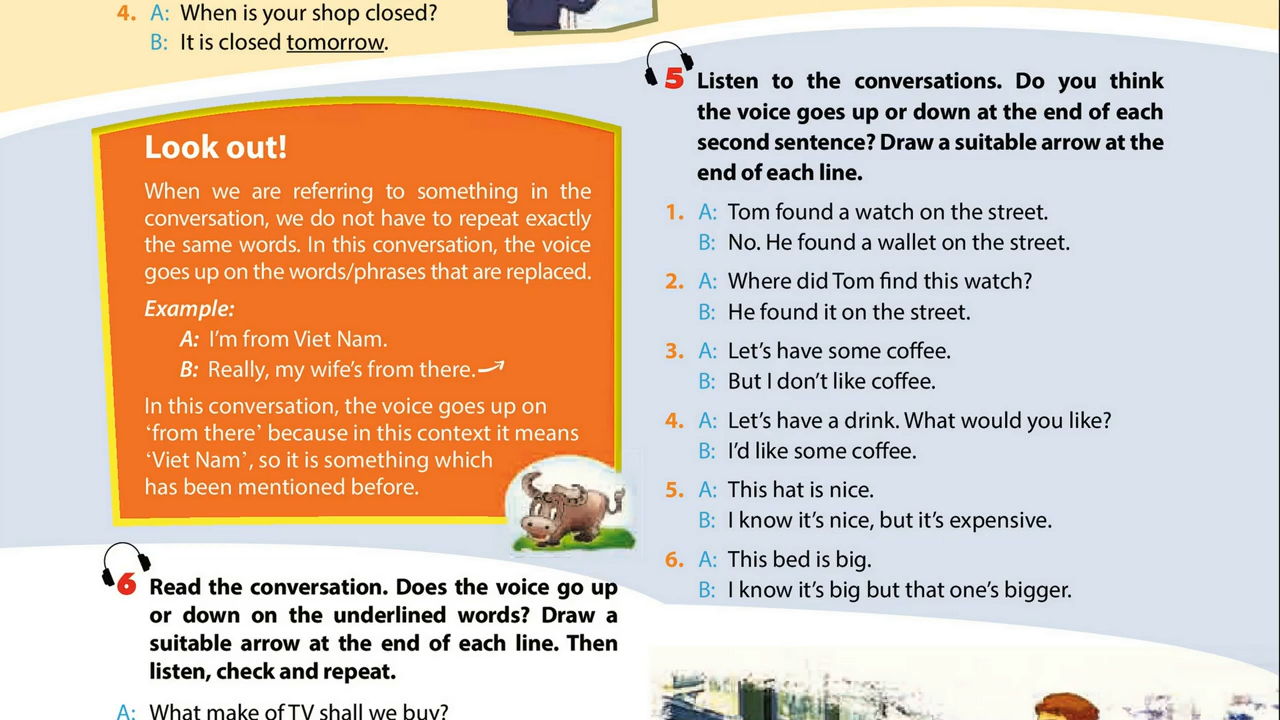 4. A: When is your shop closed?
B: It is closed tomorrow.
Look out!
When we are referring to something in the
conversation, we do not have to repeat exactly
the same words. In this conversation, the voice
goes up on the words/phrases that are replaced.
Example:
A: I'm from Viet Nam.
B: Really, my wife's from there.
In this conversation, the voice goes up on
‘from there’ because in this context it means
‘Viet Nam’, so it is something which
has been mentioned before.
6 Read the conversation. Does the voice go up
or down on the underlined words? Draw a
suitable arrow at the end of each line. Then
listen, check and repeat.
A: What make of TV shall we buy?
5 Listen to the conversations. Do you think
the voice goes up or down at the end of each
second sentence? Draw a suitable arrow at the
end of each line.
1. A: Tom found a watch on the street.
B: No. He found a wallet on the street.
2. A: Where did Tom find this watch?
B: He found it on the street.
3. A: Let's have some coffee.
B: But I don't like coffee.
4. A: Let's have a drink. What would you like?
B: I'd like some coffee.
5. A: This hat is nice.
B: I know it's nice, but it's expensive.
6. A: This bed is big.
B: I know it's big but that one's bigger.